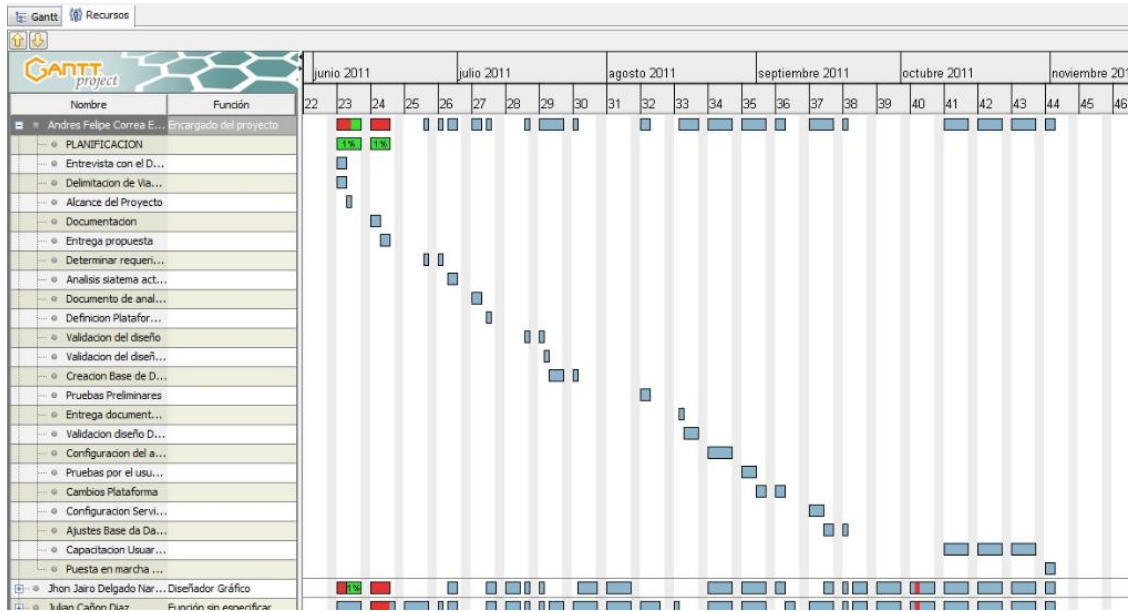 Gantt Recursos
GANTT
project
junio 2011 julio 2011 agosto 2011 septiembre 2011 octubre 2011 noviembre 201
Nombre Función
22 23 24 25 26 27 28 29 30 31 32 33 34 35 36 37 38 39 40 41 42 43 44 45 46
Andres Felipe Correa E... Encargado del proyecto
PLANIFICACION 1% 1%
Entrevista con el D...
Delimitacion de Via...
Alcance del Proyecto
Documentacion
Entrega propuesta
Determinar requeri...
Analisis siatema act...
Documento de anal...
Definicion Platafor...
Validacion del diseño
Validacion del diseñ...
Creacion Base de D...
Pruebas Preliminares
Entrega document...
Validacion diseño D...
Configuracion del a...
Pruebas por el usu...
Cambios Plataforma
Configuracion Servi...
Ajustes Base da Da...
Capacitacion Usuar...
Puesta en marcha ...
Jhon Jairo Delgado Nar... Diseñador Gráfico 1%
Julian Cañon Diaz Función sin especificar